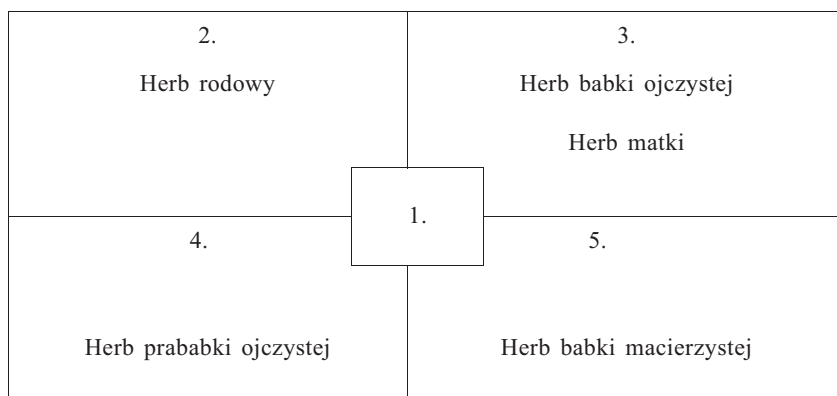 2.
Herb rodowy
3.
Herb babki ojczystej
Herb matki
1.
4.
Herb prababki ojczystej
5.
Herb babki macierzystej